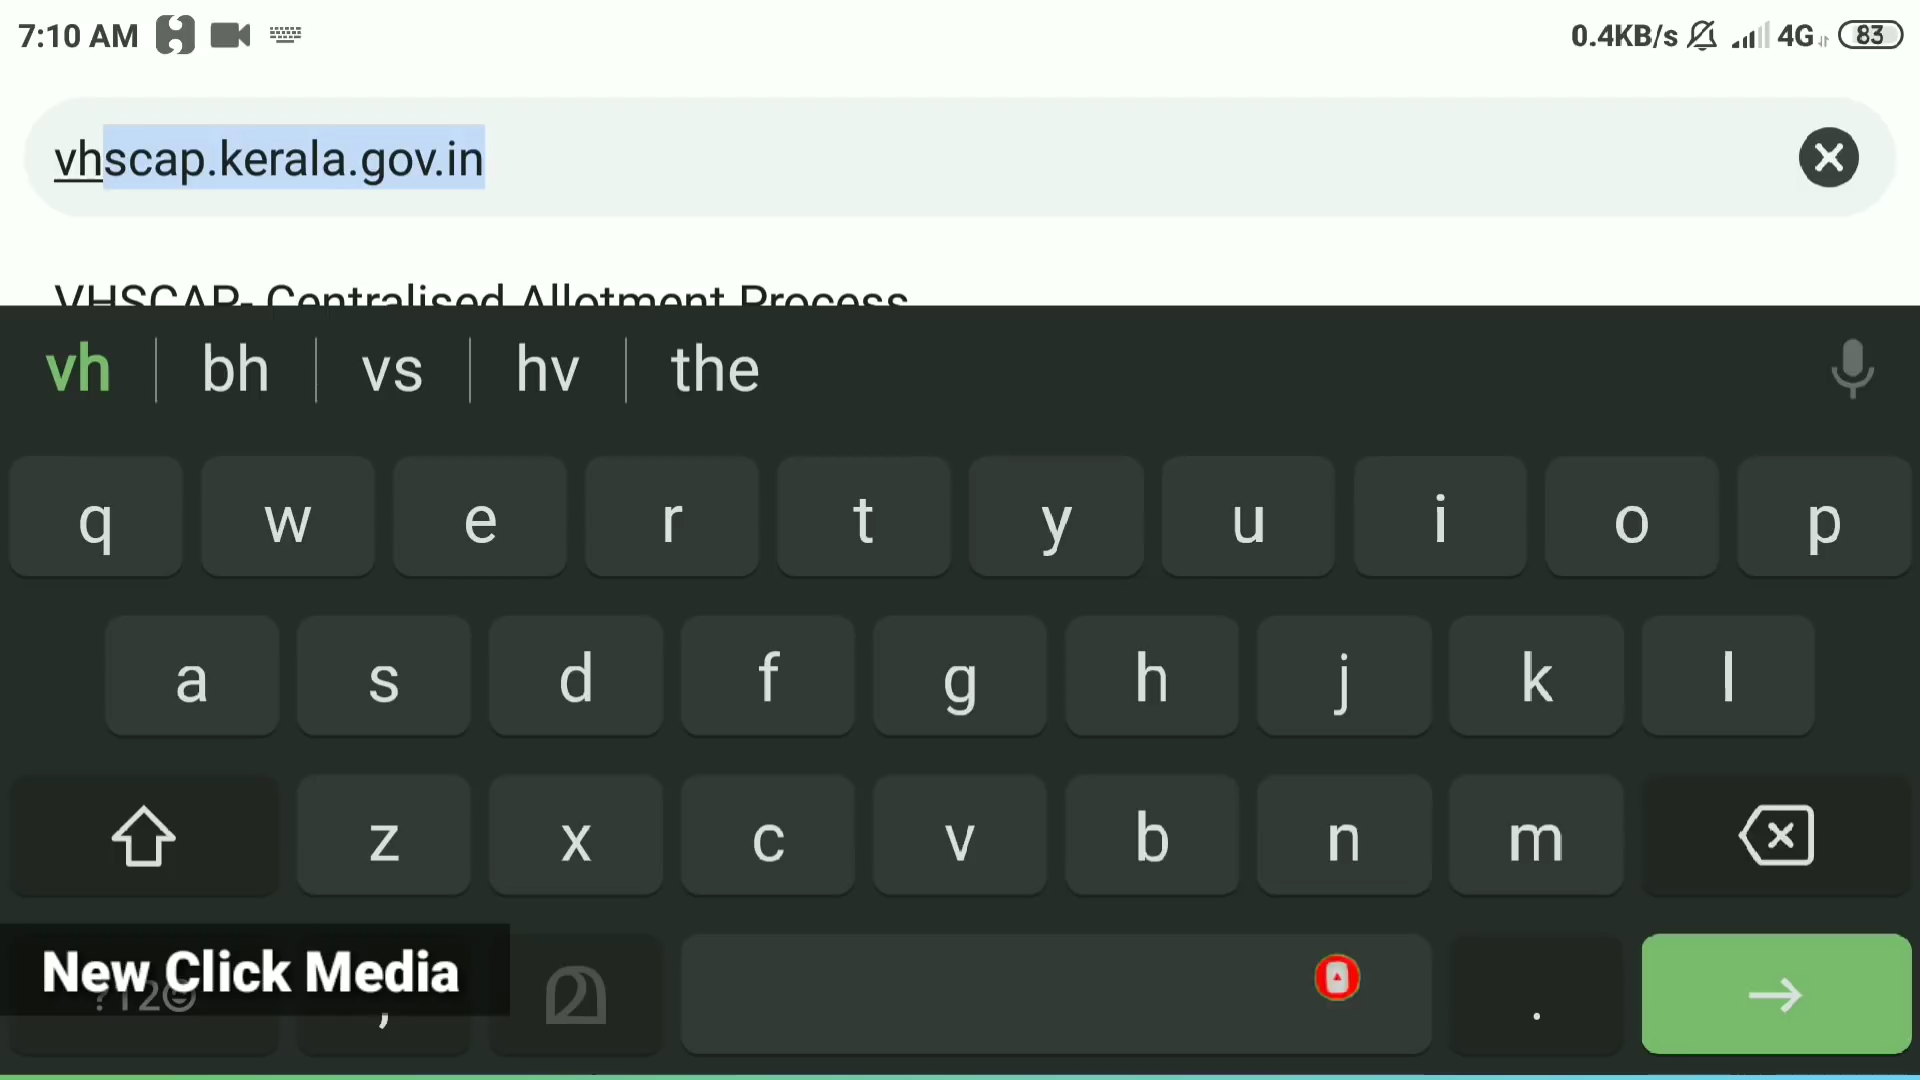 7:10 AM
0.4KB/s 4G 83
vhscap.kerala.gov.in
VHSCAP- Centralised Allotment Process
vh bh vs hv the
q w e r t y u i o p
a s d f g h j k l
z x c v b n m
New Click Media
?12☺ , മ .